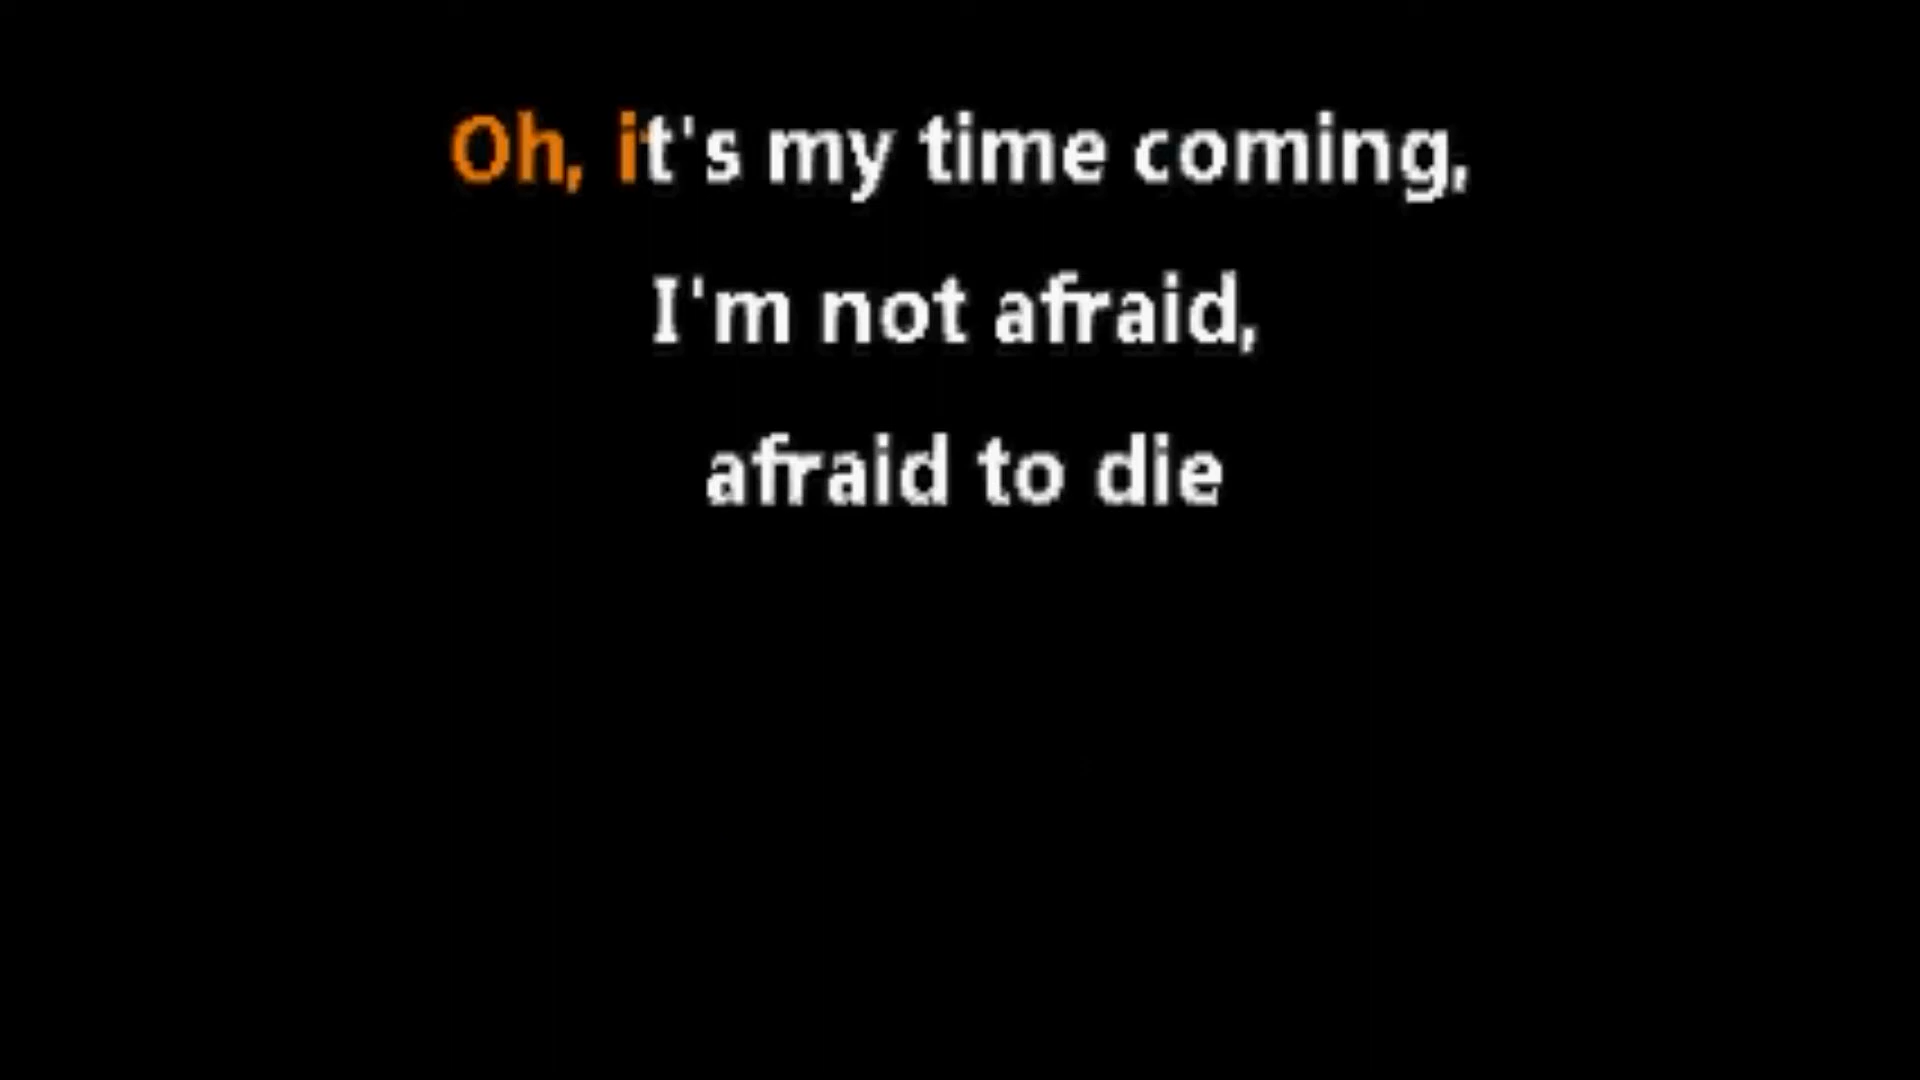 Oh, it's my time coming,
I'm not afraid,
afraid to die